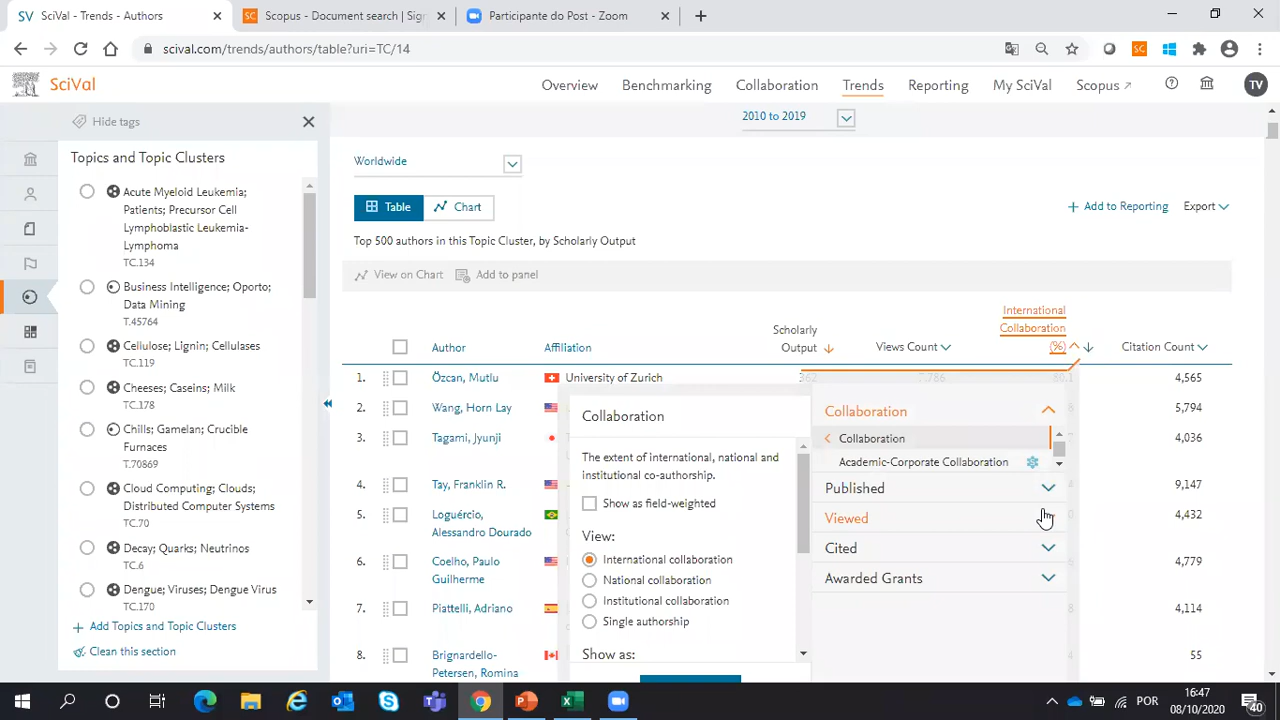 SciVal - Trends - Authors
Scopus - Document search | Sig
Participante do Post - Zoom
scival.com/trends/authors/table?uri=TC/14
SciVal
Overview
Benchmarking
Collaboration
Trends
Reporting
My SciVal
Scopus
TV
Hide tags
2010 to 2019
Topics and Topic Clusters
Worldwide
Acute Myeloid Leukemia;
Patients; Precursor Cell
Lymphoblastic Leukemia-
Lymphoma
TC.134
Business Intelligence; Oporto;
Data Mining
T.45764
Cellulose; Lignin; Cellulases
TC.119
Cheeses; Caseins; Milk
TC.178
Chills; Gamelan; Crucible
Furnaces
T.70869
Cloud Computing; Clouds;
Distributed Computer Systems
TC.70
Decay; Quarks; Neutrinos
TC.6
Dengue; Viruses; Dengue Virus
TC.170
Add Topics and Topic Clusters
Clean this section
Table
Chart
+ Add to Reporting
Export
Top 500 authors in this Topic Cluster, by Scholarly Output
View on Chart
Add to panel
Author
Affiliation
Scholarly
Output
Views Count
International
Collaboration
(%)
Citation Count
1. Özcan, Mutlu University of Zurich 362 7,786 80.1 4,565
2. Wang, Horn Lay 5,794
3. Tagami, Jyunji 4,036
4. Tay, Franklin R. 9,147
5. Loguércio,
Alessandro Dourado
4,432
6. Coelho, Paulo
Guilherme
4,779
7. Piattelli, Adriano 4,114
8. Brignardello-
Petersen, Romina
55
Collaboration
The extent of international, national and
institutional co-authorship.
Show as field-weighted
View:
International collaboration
National collaboration
Institutional collaboration
Single authorship
Show as:
Collaboration
Collaboration
Academic-Corporate Collaboration
Published
Viewed
Cited
Awarded Grants
POR
16:47
08/10/2020
40